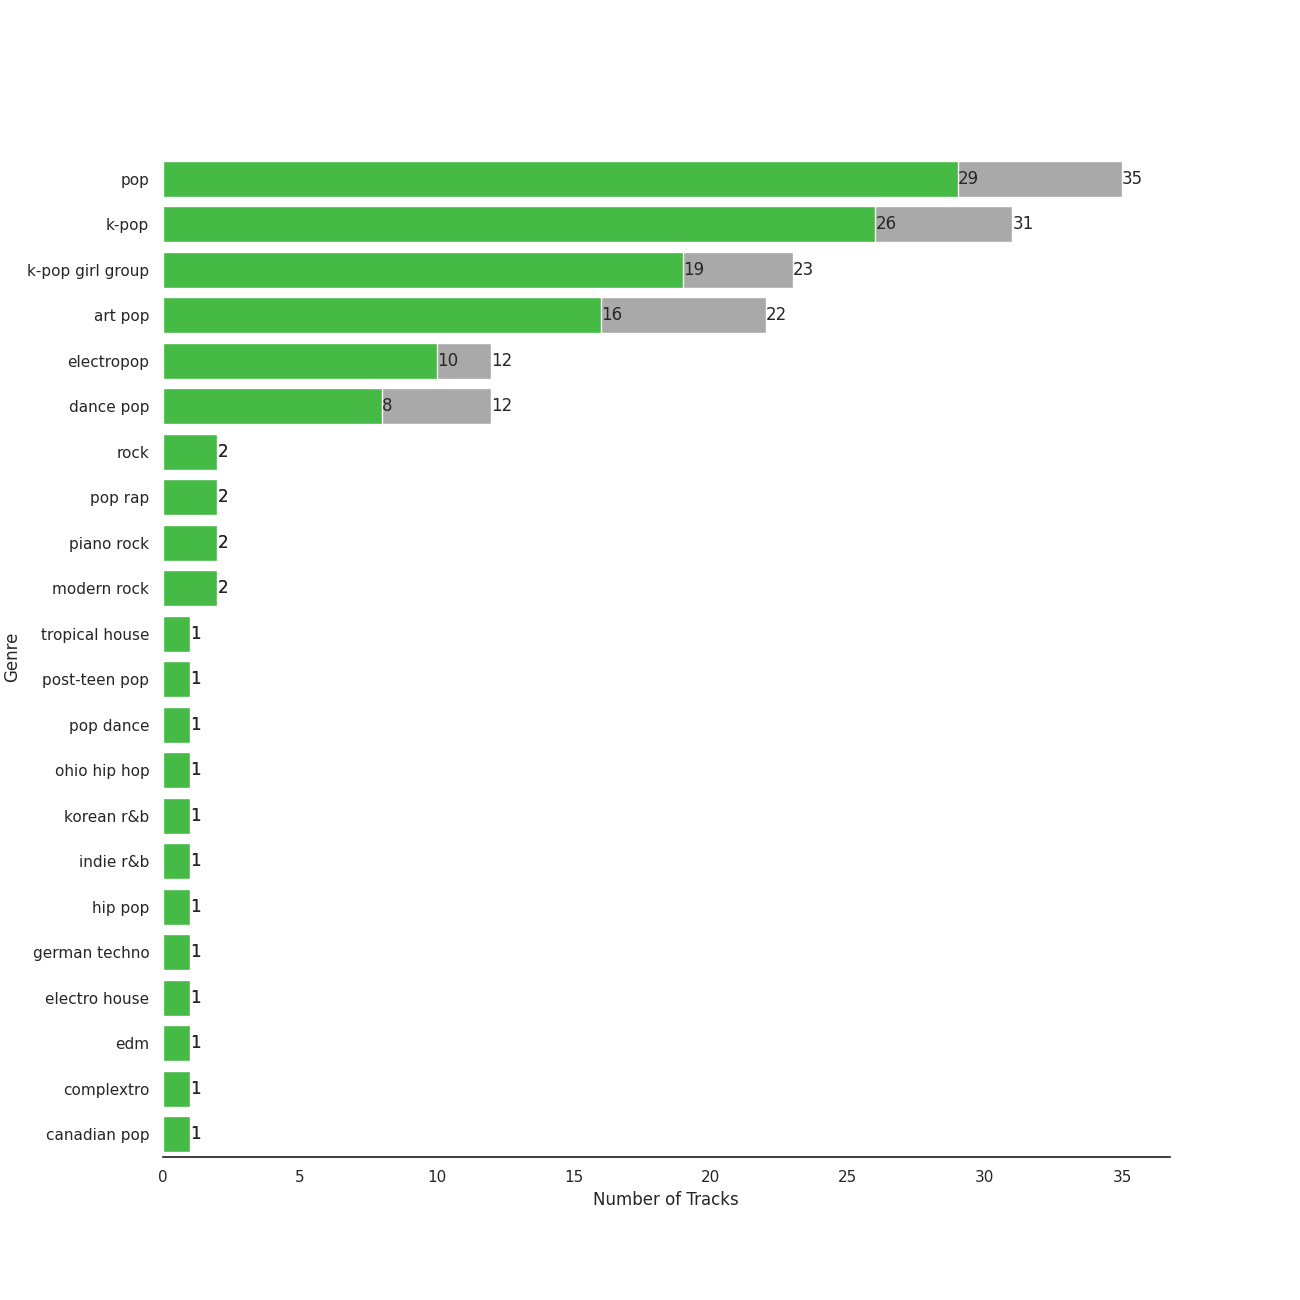 pop 29 35
k-pop 26 31
k-pop girl group 19 23
art pop 16 22
electropop 10 12
dance pop 8 12
rock 2
pop rap 2
piano rock 2
modern rock 2
tropical house 1
post-teen pop 1
pop dance 1
ohio hip hop 1
korean r&b 1
indie r&b 1
hip pop 1
german techno 1
electro house 1
edm 1
complextro 1
canadian pop 1
Genre
0 5 10 15 20 25 30 35
Number of Tracks